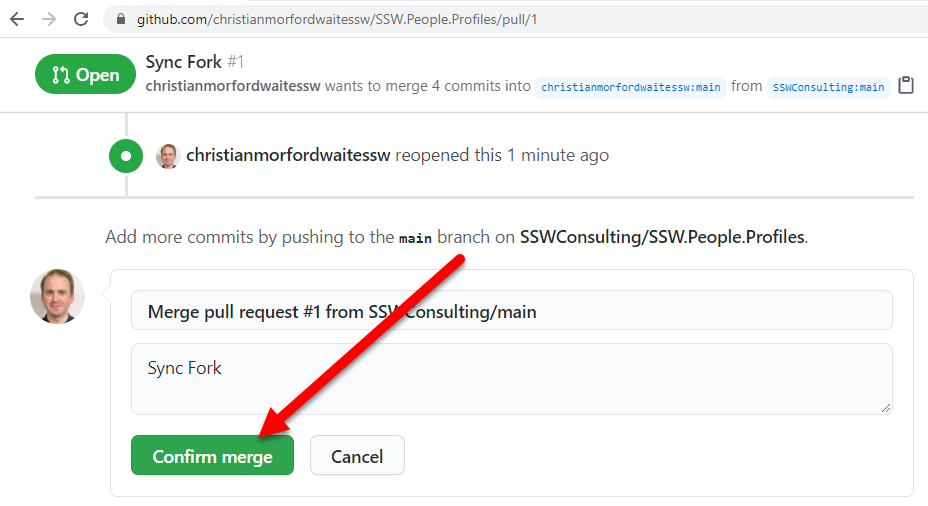 github.com/christianmorfordwaitessw/SSW.People.Profiles/pull/1
Open
Sync Fork #1
christianmorfordwaitessw wants to merge 4 commits into christianmorfordwaitessw:main from SSWConsulting:main
christianmorfordwaitessw reopened this 1 minute ago
Add more commits by pushing to the main branch on SSWConsulting/SSW.People.Profiles.
Merge pull request #1 from SSWConsulting/main
Sync Fork
Confirm merge
Cancel